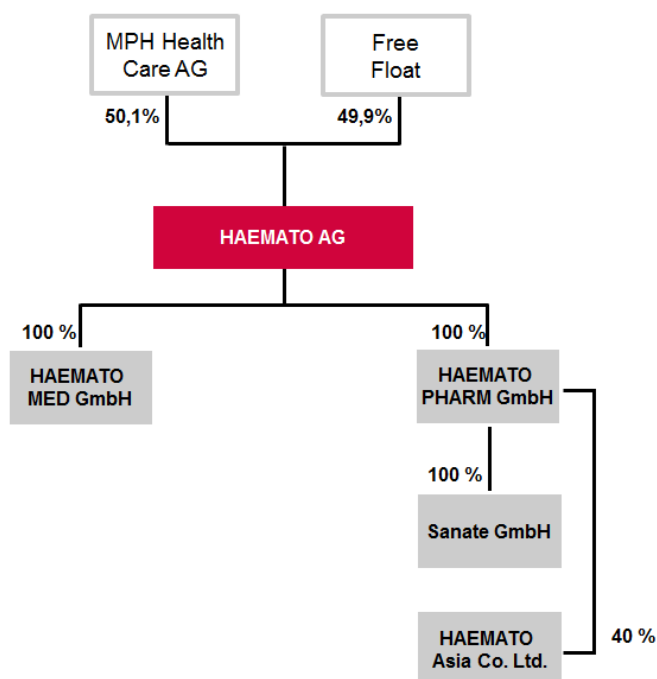 MPH Health
Care AG
Free
Float
50,1%
49,9%
HAEMATO AG
100 %
100 %
HAEMATO
MED GmbH
HAEMATO
PHARM GmbH
100 %
Sanate GmbH
HAEMATO
Asia Co. Ltd.
40 %